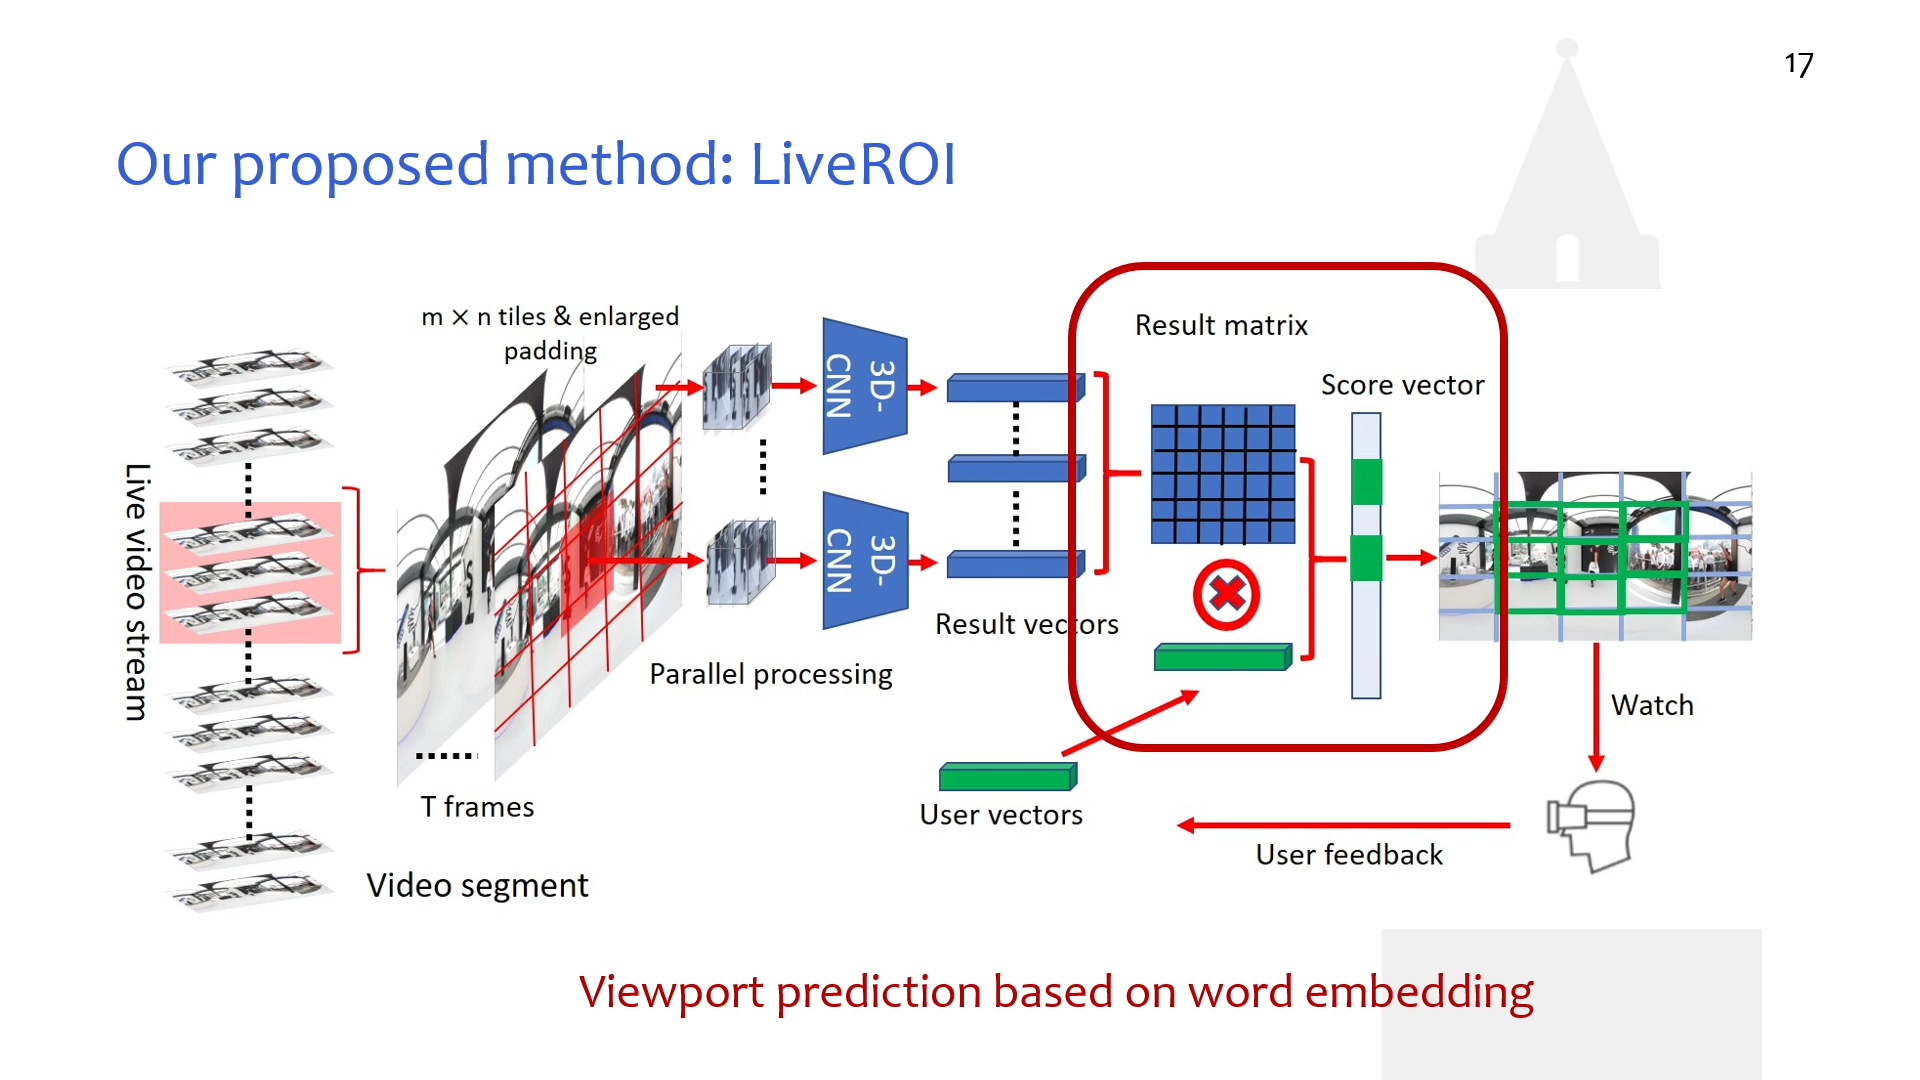 17
Our proposed method: LiveROI
m × n tiles & enlarged
padding
Live video stream
3D-
CNN
3D-
CNN
Result matrix
Score vector
Result vectors
Parallel processing
Watch
T frames
User vectors
User feedback
Video segment
Viewport prediction based on word embedding